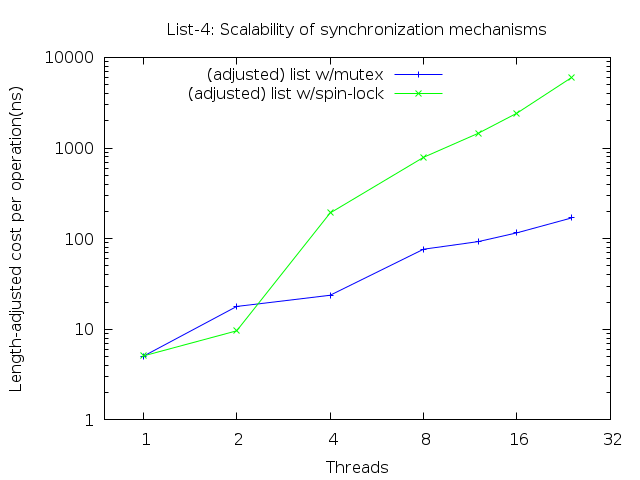 List-4: Scalability of synchronization mechanisms
10000
(adjusted) list w/mutex
(adjusted) list w/spin-lock
1000
100
10
1
Length-adjusted cost per operation(ns)
1 2 4 8 16 32
Threads